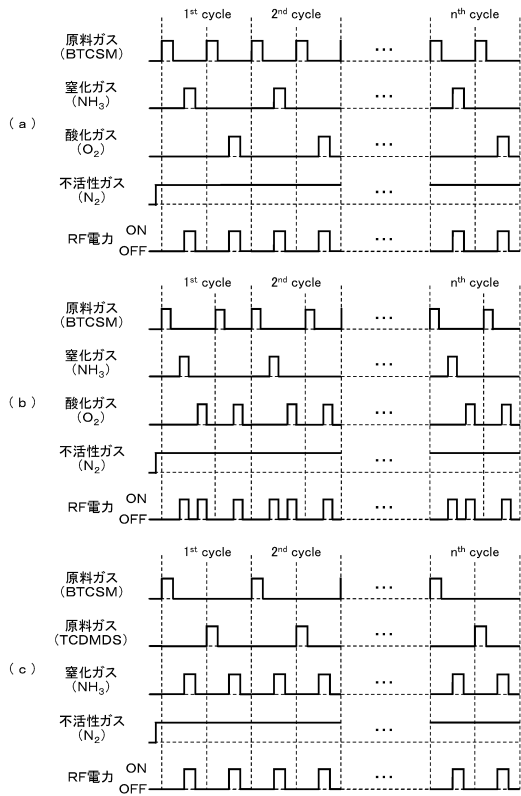 1st cycle 2nd cycle nth cycle
原料ガス
(BTCSM)
・・・
窒化ガス
(NH3)
・・・
(a)
酸化ガス
(O2)
・・・
不活性ガス
(N2)
・・・
RF電力 ON
OFF
・・・
1st cycle 2nd cycle nth cycle
原料ガス
(BTCSM)
・・・
窒化ガス
(NH3)
・・・
(b)
酸化ガス
(O2)
・・・
不活性ガス
(N2)
・・・
RF電力 ON
OFF
・・・
1st cycle 2nd cycle nth cycle
原料ガス
(BTCSM)
・・・
原料ガス
(TCDMDS)
・・・
(c)
窒化ガス
(NH3)
・・・
不活性ガス
(N2)
・・・
RF電力 ON
OFF
・・・